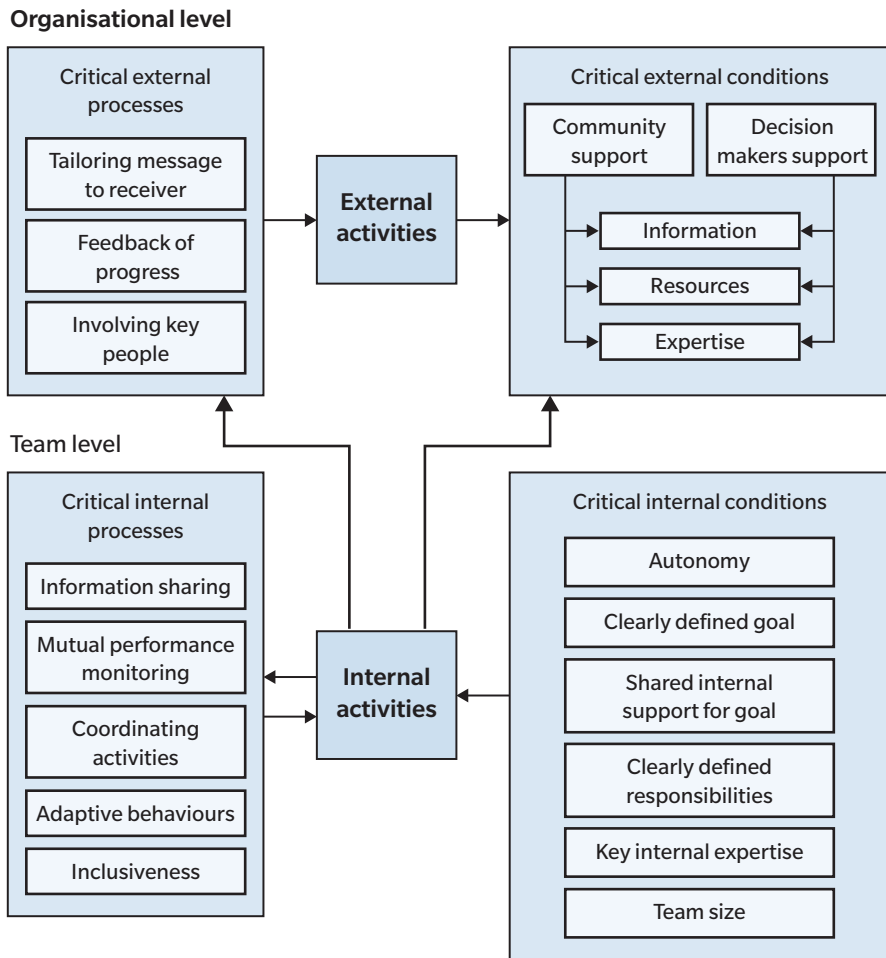 Organisational level
Critical external
processes
Tailoring message
to receiver
Feedback of
progress
Involving key
people
External
activities
Critical external conditions
Community
support
Decision
makers support
Information
Resources
Expertise
Team level
Critical internal
processes
Information sharing
Mutual performance
monitoring
Coordinating
activities
Adaptive behaviours
Inclusiveness
Internal
activities
Critical internal conditions
Autonomy
Clearly defined goal
Shared internal
support for goal
Clearly defined
responsibilities
Key internal expertise
Team size